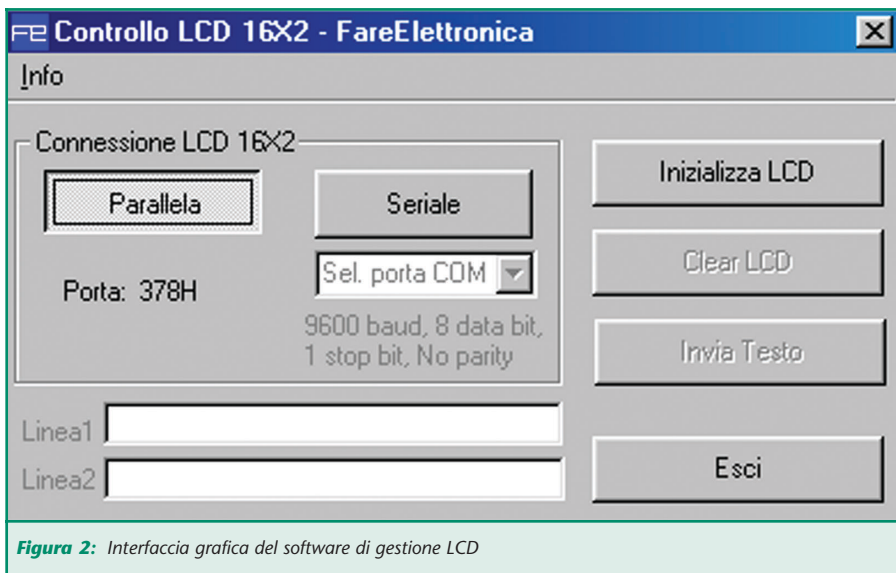 FE Controllo LCD 16X2 - FareElettronica
Info
Connessione LCD 16X2
Parallela
Seriale
Porta: 378H
Sel. porta COM
9600 baud, 8 data bit,
1 stop bit, No parity
Inizializza LCD
Clear LCD
Invia Testo
Linea1
Linea2
Esci
Figura 2: Interfaccia grafica del software di gestione LCD